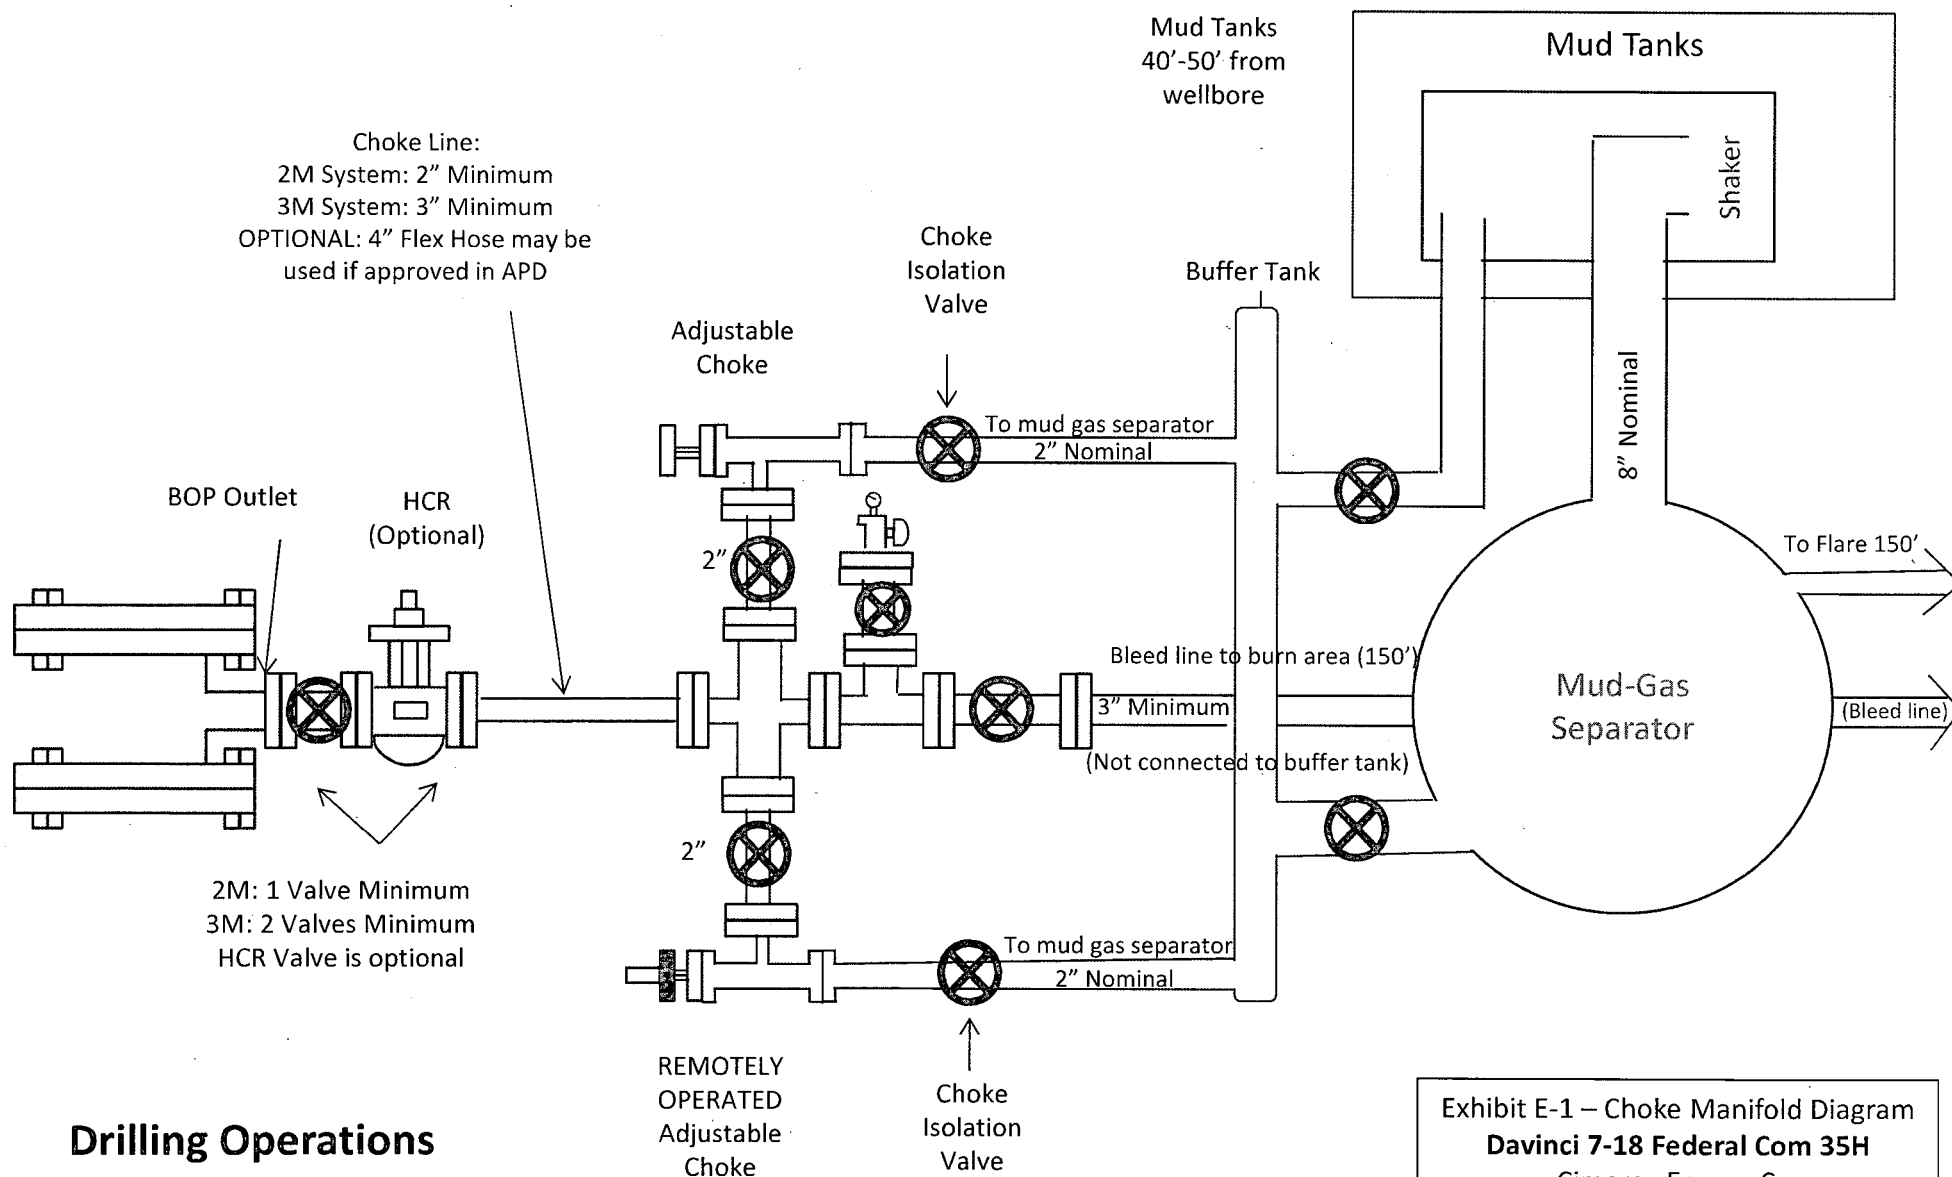 Mud Tanks
40'-50' from
wellbore
Mud Tanks
Shaker
Choke Line:
2M System: 2" Minimum
3M System: 3" Minimum
OPTIONAL: 4" Flex Hose may be
used if approved in APD
Choke
Isolation
Valve
Buffer Tank
Adjustable
Choke
8" Nominal
To mud gas separator
2" Nominal
BOP Outlet
HCR
(Optional)
2"
To Flare 150'
Bleed line to burn area (150')
3" Minimum
(Not connected to buffer tank)
Mud-Gas
Separator
(Bleed line)
2"
2M: 1 Valve Minimum
3M: 2 Valves Minimum
HCR Valve is optional
To mud gas separator
2" Nominal
REMOTELY
OPERATED
Adjustable
Choke
Choke
Isolation
Valve
Drilling Operations
Exhibit E-1 – Choke Manifold Diagram
Davinci 7-18 Federal Com 35H